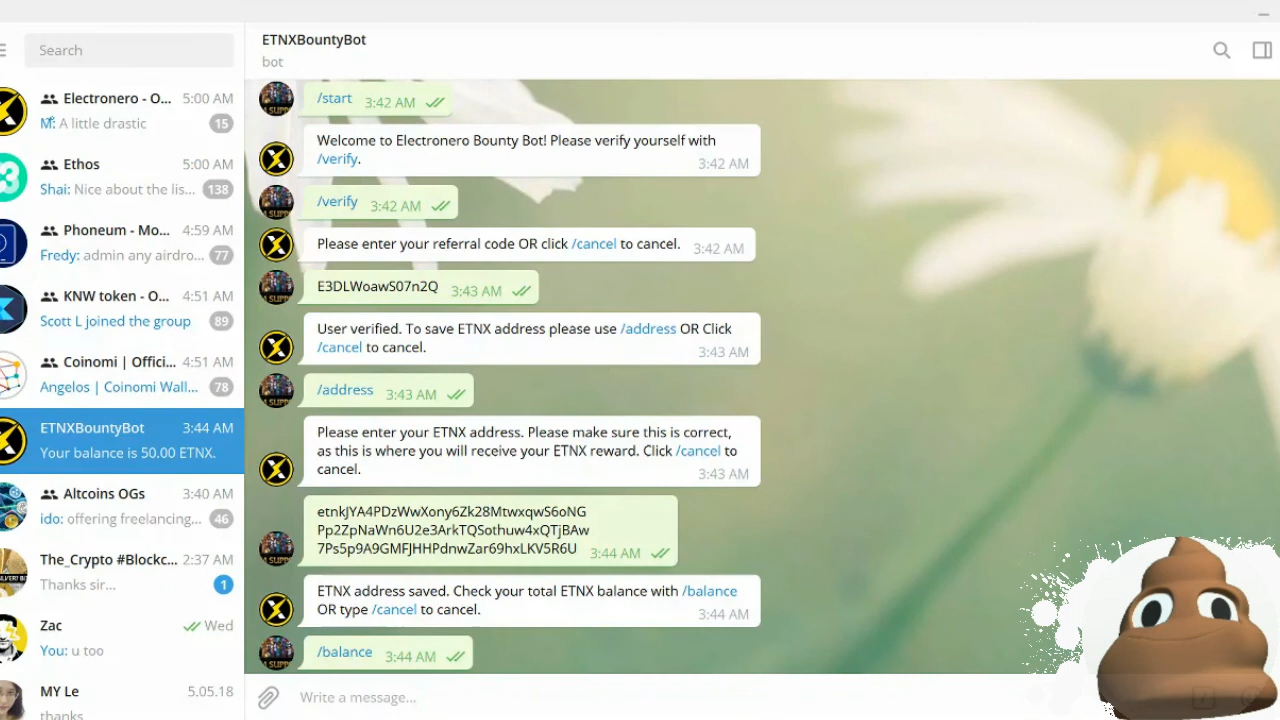 Search
Electronero - O... 5:00 AM
M: A little drastic 15
Ethos 5:00 AM
Shai: Nice about the lis... 138
Phoneum - Mo... 4:59 AM
Fredy: admin any airdro... 77
KNW token - O... 4:51 AM
Scott L joined the group 89
Coinomi | Offici... 4:51 AM
Angelos | Coinomi Wall... 78
ETNXBountyBot 3:44 AM
Your balance is 50.00 ETNX.
Altcoins OGs 3:40 AM
ido: offering freelancing... 46
The_Crypto #Blockc... 2:37 AM
Thanks sir... 1
Zac Wed
You: u too
MY Le 5.05.18
thanks
ETNXBountyBot
bot
/start 3:42 AM
Welcome to Electronero Bounty Bot! Please verify yourself with
/verify. 3:42 AM
/verify 3:42 AM
Please enter your referral code OR click /cancel to cancel. 3:42 AM
E3DLWoawS07n2Q 3:43 AM
User verified. To save ETNX address please use /address OR Click
/cancel to cancel. 3:43 AM
/address 3:43 AM
Please enter your ETNX address. Please make sure this is correct,
as this is where you will receive your ETNX reward. Click /cancel to
cancel. 3:43 AM
etnkJYA4PDzWwXony6Zk28MtwxqwS6oNG
Pp2ZpNaWn6U2e3ArkTQSothuw4xQTjBAw
7Ps5p9A9GMFJHHPdnwZar69hxLKV5R6U 3:44 AM
ETNX address saved. Check your total ETNX balance with /balance
OR type /cancel to cancel. 3:44 AM
/balance 3:44 AM
Write a message...